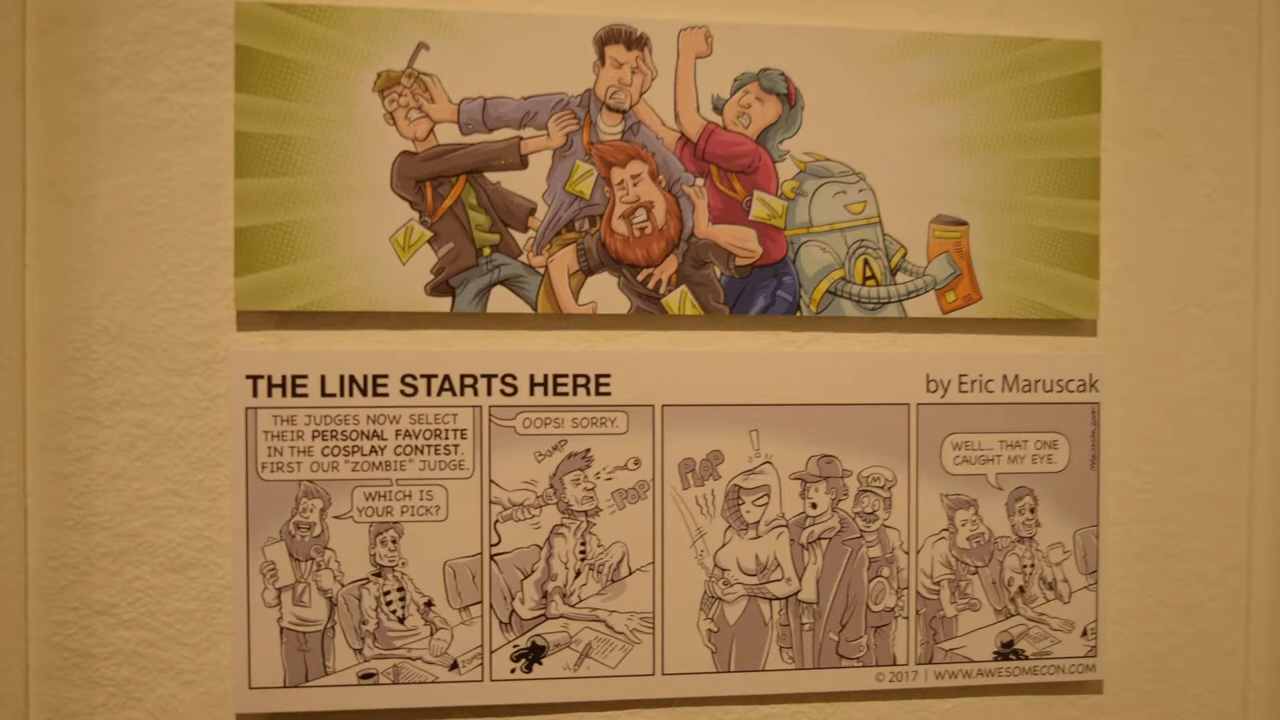 A
THE LINE STARTS HERE
by Eric Maruscak
THE JUDGES NOW SELECT
THEIR PERSONAL FAVORITE
IN THE COSPLAY CONTEST.
FIRST OUR "ZOMBIE" JUDGE.
WHICH IS
YOUR PICK?
OOPS! SORRY.
BUMP
POP
PLOP
!
M
WELL... THAT ONE
CAUGHT MY EYE.
© 2017 | WWW.AWESOMECON.COM